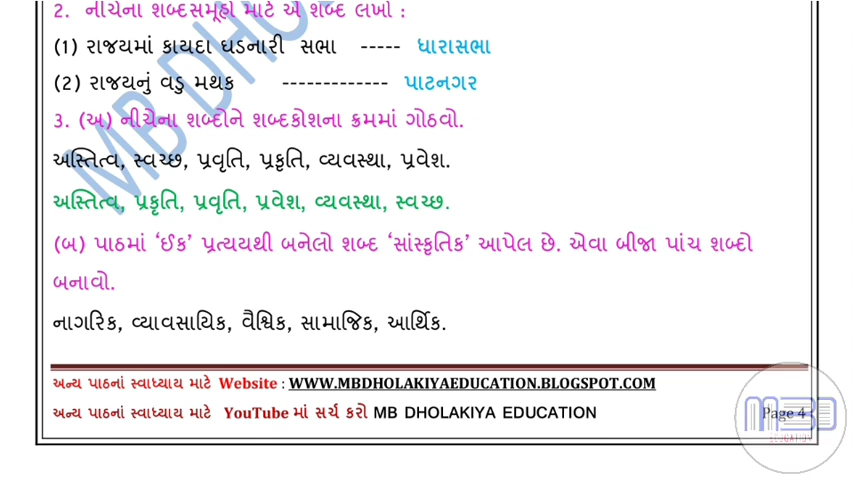 2. નીચેના શબ્દસમૂહો માટે એ શબ્દ લખો :
(1) રાજયમાં કાયદા ઘડનારી સભા ----- ધારાસભા
(2) રાજયનું વડુ મથક ------------- પાટનગર
૩. (અ) નીચેના શબ્દોને શબ્દકોશના ક્રમમાં ગોઠવો.
અસ્તિત્વ, સ્વચ્છ, પ્રવૃતિ, પ્રકૃતિ, વ્યવસ્થા, પ્રવેશ.
અસ્તિત્વ, પ્રકૃતિ, પ્રવૃતિ, પ્રવેશ, વ્યવસ્થા, સ્વચ્છ.
(બ) પાઠમાં ‘ઈક’ પ્રત્યયથી બનેલો શબ્દ ‘સાંસ્કૃતિક’ આપેલ છે. એવા બીજા પાંચ શબ્દો
બનાવો.
નાગરિક, વ્યાવસાયિક, વૈશ્વિક, સામાજિક, આર્થિક.
અન્ય પાઠનાં સ્વાધ્યાય માટે Website : WWW.MBDHOLAKIYAEDUCATION.BLOGSPOT.COM
અન્ય પાઠનાં સ્વાધ્યાય માટે YouTube માં સર્ચ કરો MB DHOLAKIYA EDUCATION
Page 4
MBD
EDUCATION